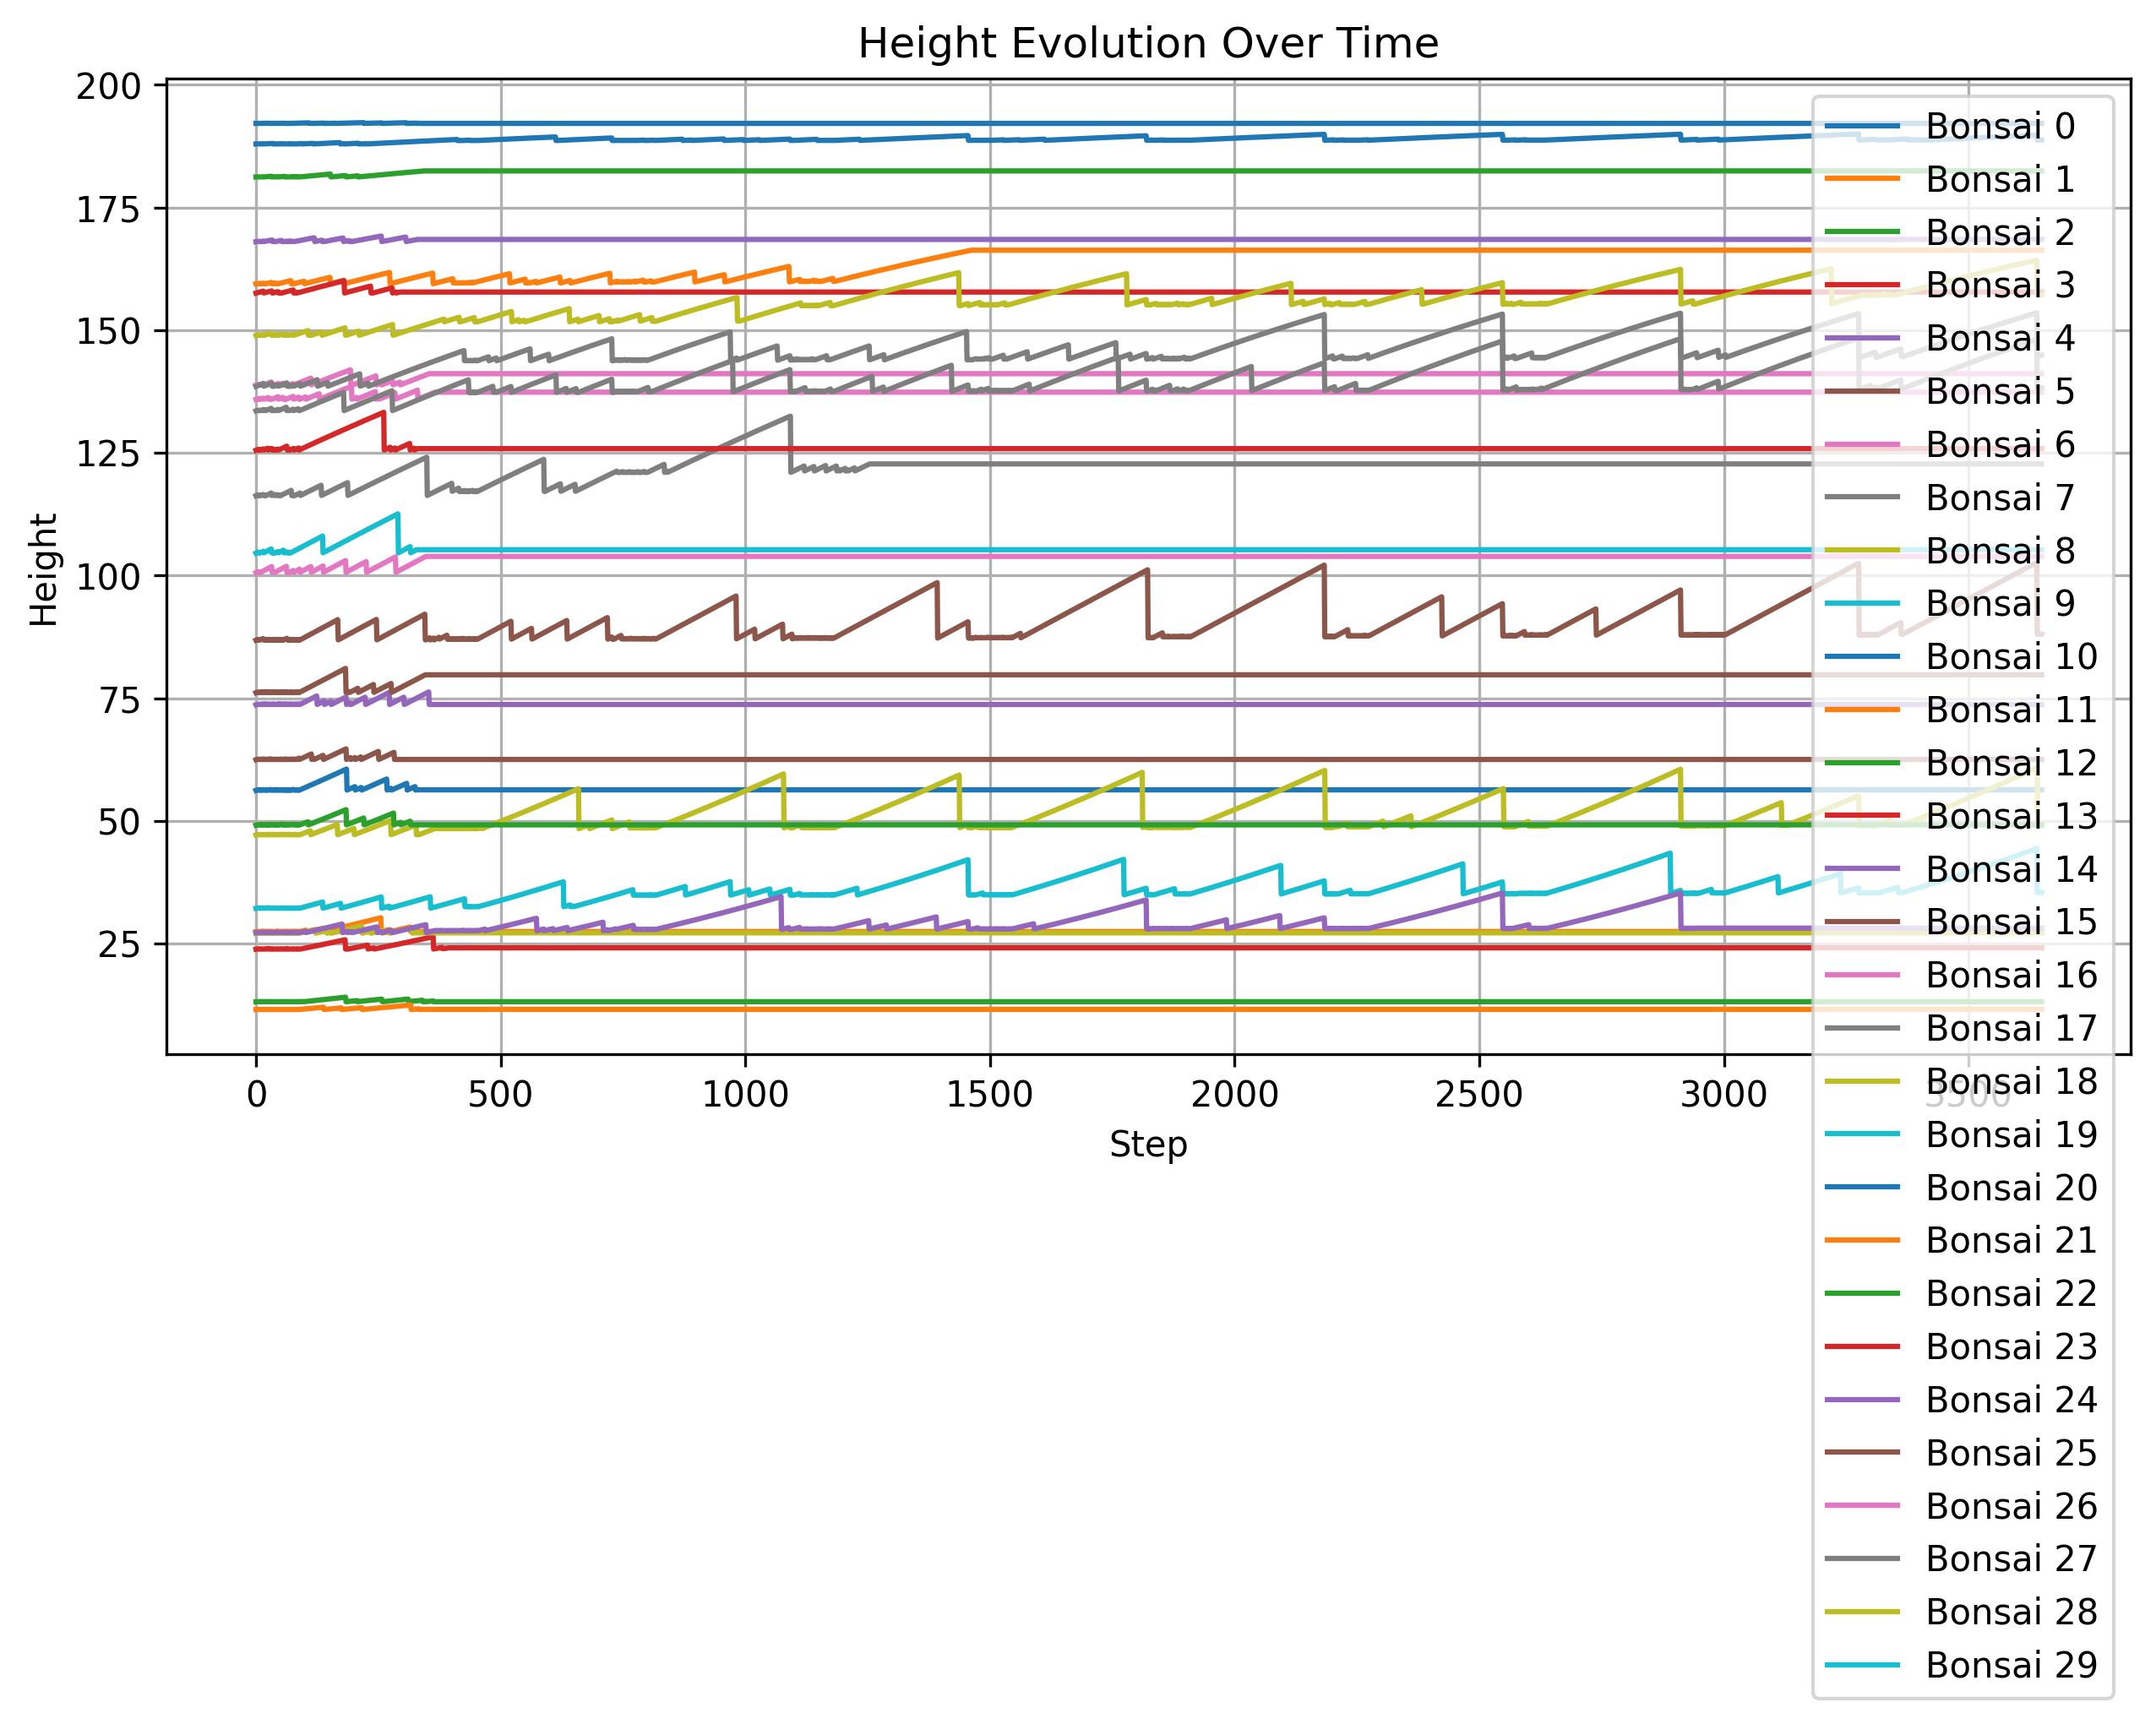 Height Evolution Over Time
Height
200
175
150
125
100
75
50
25
0
500
1000
1500
2000
2500
3000
3500
Step
Bonsai 0
Bonsai 1
Bonsai 2
Bonsai 3
Bonsai 4
Bonsai 5
Bonsai 6
Bonsai 7
Bonsai 8
Bonsai 9
Bonsai 10
Bonsai 11
Bonsai 12
Bonsai 13
Bonsai 14
Bonsai 15
Bonsai 16
Bonsai 17
Bonsai 18
Bonsai 19
Bonsai 20
Bonsai 21
Bonsai 22
Bonsai 23
Bonsai 24
Bonsai 25
Bonsai 26
Bonsai 27
Bonsai 28
Bonsai 29